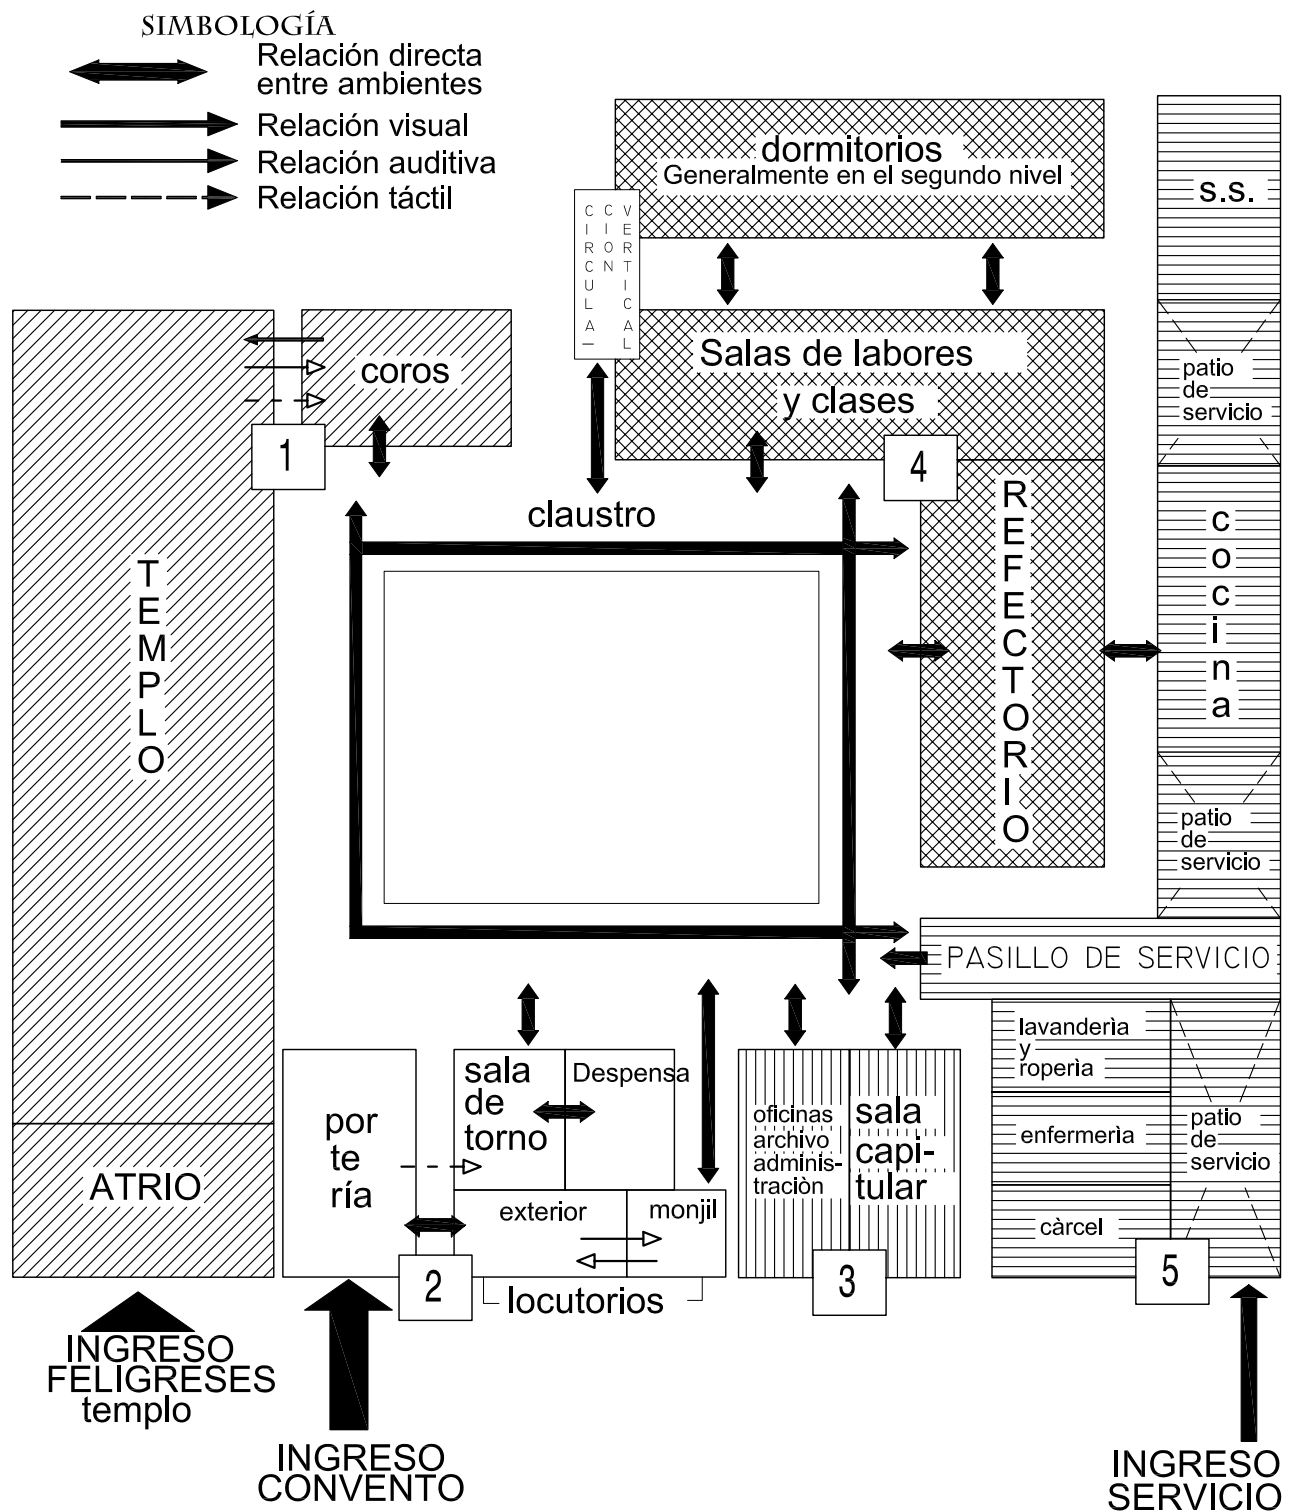 SIMBOLOGÍA
Relación directa
entre ambientes
Relación visual
Relación auditiva
Relación táctil
dormitorios
Generalmente en el segundo nivel
CIRCULA-
CION
VERTICAL
s.s.
coros
1
Salas de labores
y clases
4
patio
de
servicio
claustro
TEMPLO
REFECTORIO
cocina
patio
de
servicio
PASILLO DE SERVICIO
ATRIO
por
te
ría
sala
de
torno
Despensa
exterior
monjil
2
locutorios
oficinas
archivo
adminis-
traciòn
sala
capi-
tular
3
lavanderìa
y
roperìa
enfermerìa
càrcel
patio
de
servicio
5
INGRESO
FELIGRESES
templo
INGRESO
CONVENTO
INGRESO
SERVICIO